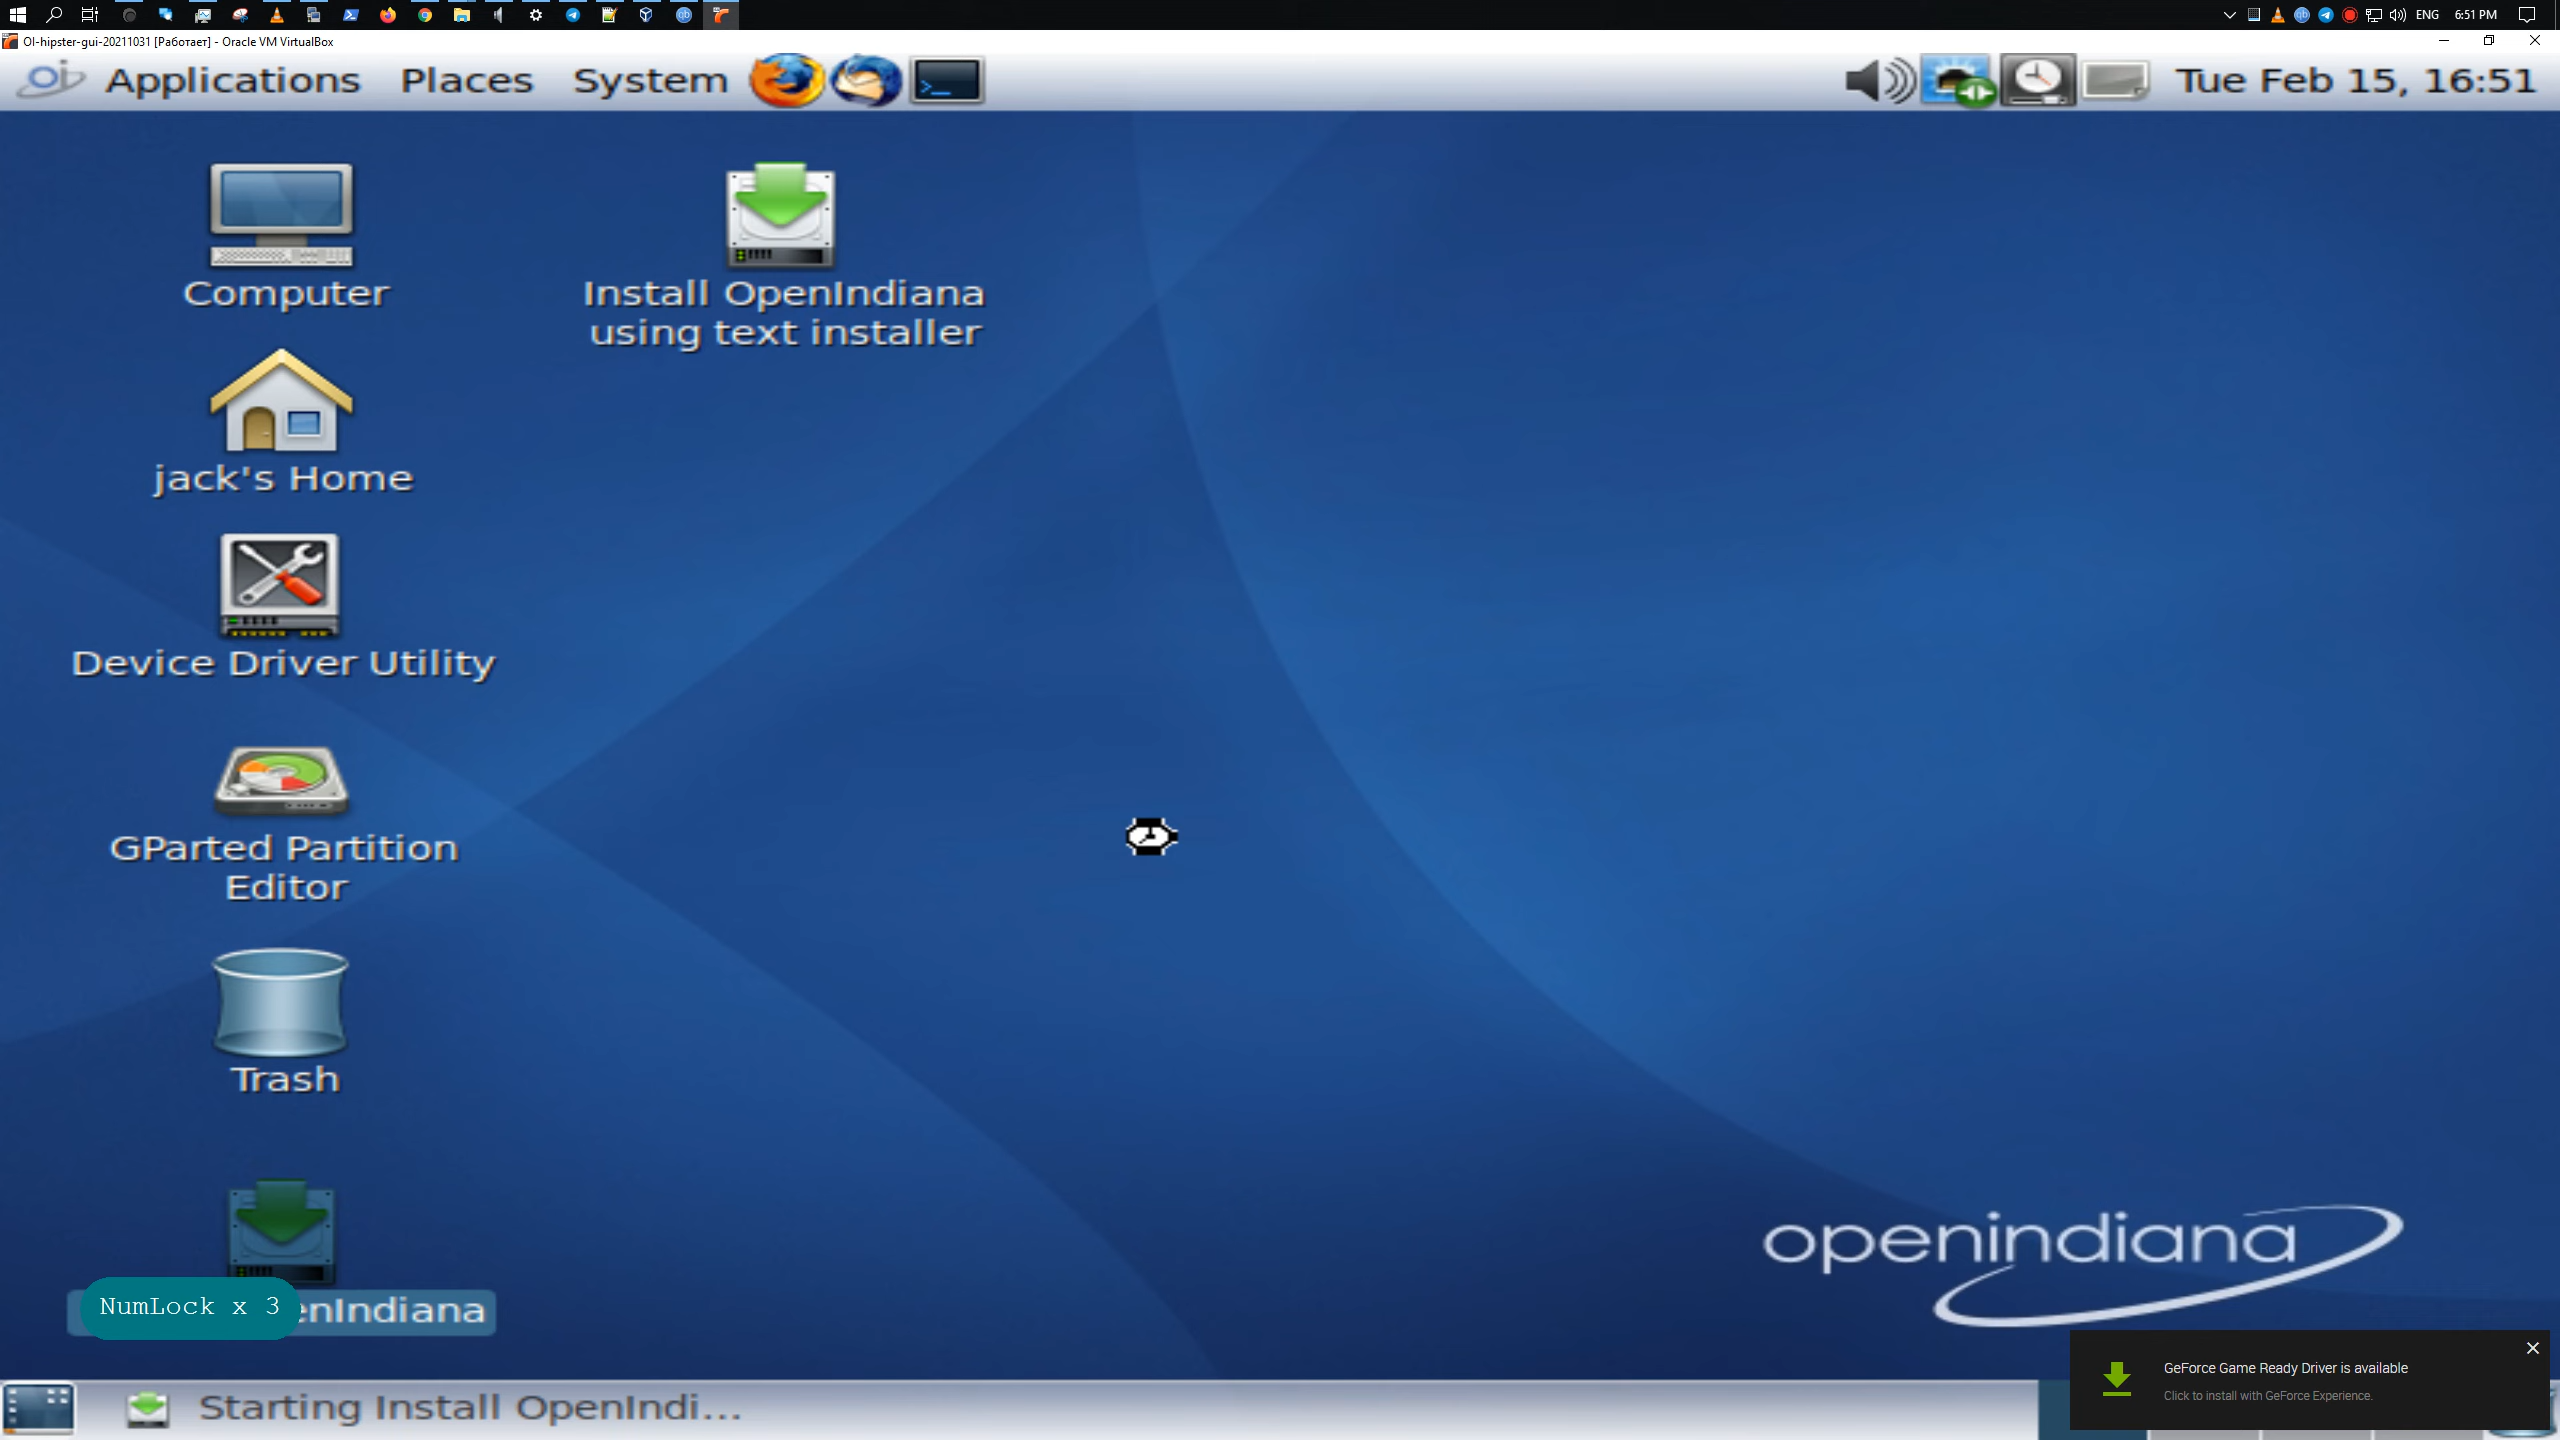 ENG
6:51 PM
OI-hipster-gui-20211031 [Работает] - Oracle VM VirtualBox
Applications Places System
Tue Feb 15, 16:51
Computer
Install OpenIndiana
using text installer
jack's Home
Device Driver Utility
GParted Partition
Editor
Trash
NumLock x 3
enIndiana
openindiana
GeForce Game Ready Driver is available
Click to install with GeForce Experience.
Starting Install OpenIndi...